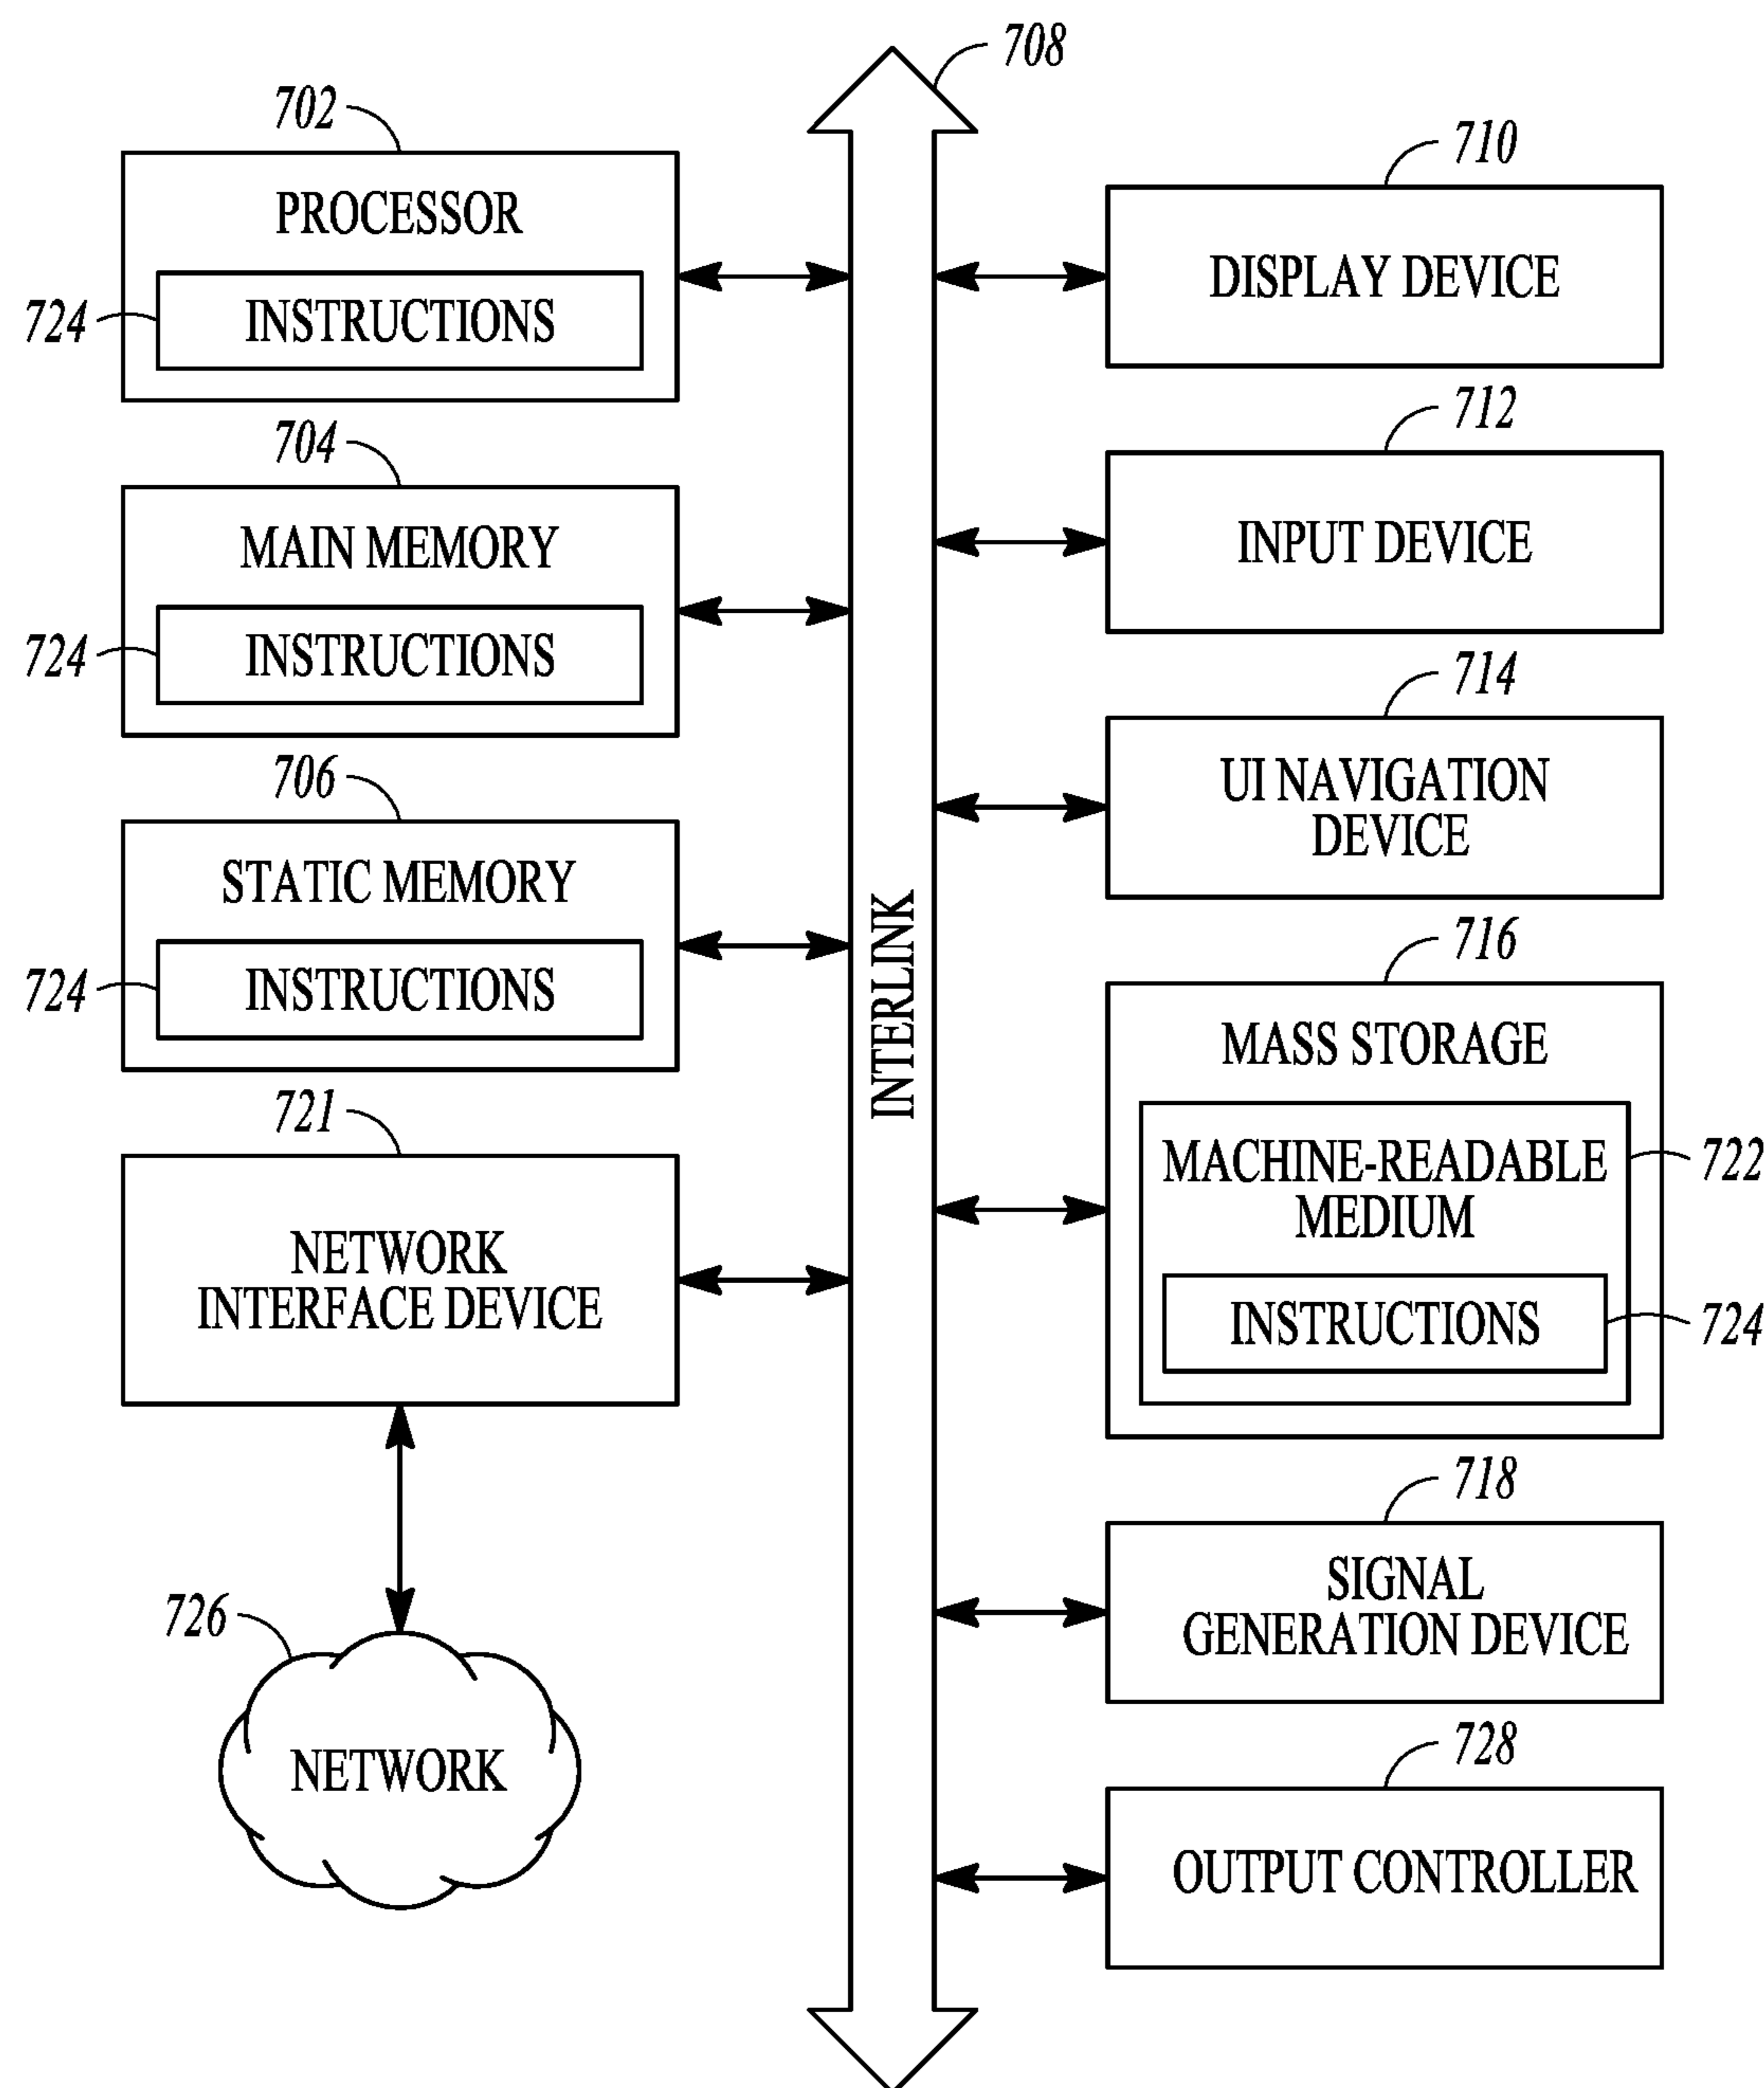 708
702
PROCESSOR
724
INSTRUCTIONS
704
MAIN MEMORY
724
INSTRUCTIONS
706
STATIC MEMORY
724
INSTRUCTIONS
721
NETWORK
INTERFACE DEVICE
726
NETWORK
INTERLINK
710
DISPLAY DEVICE
712
INPUT DEVICE
714
UI NAVIGATION
DEVICE
716
MASS STORAGE
MACHINE-READABLE
MEDIUM
722
INSTRUCTIONS
724
718
SIGNAL
GENERATION DEVICE
728
OUTPUT CONTROLLER